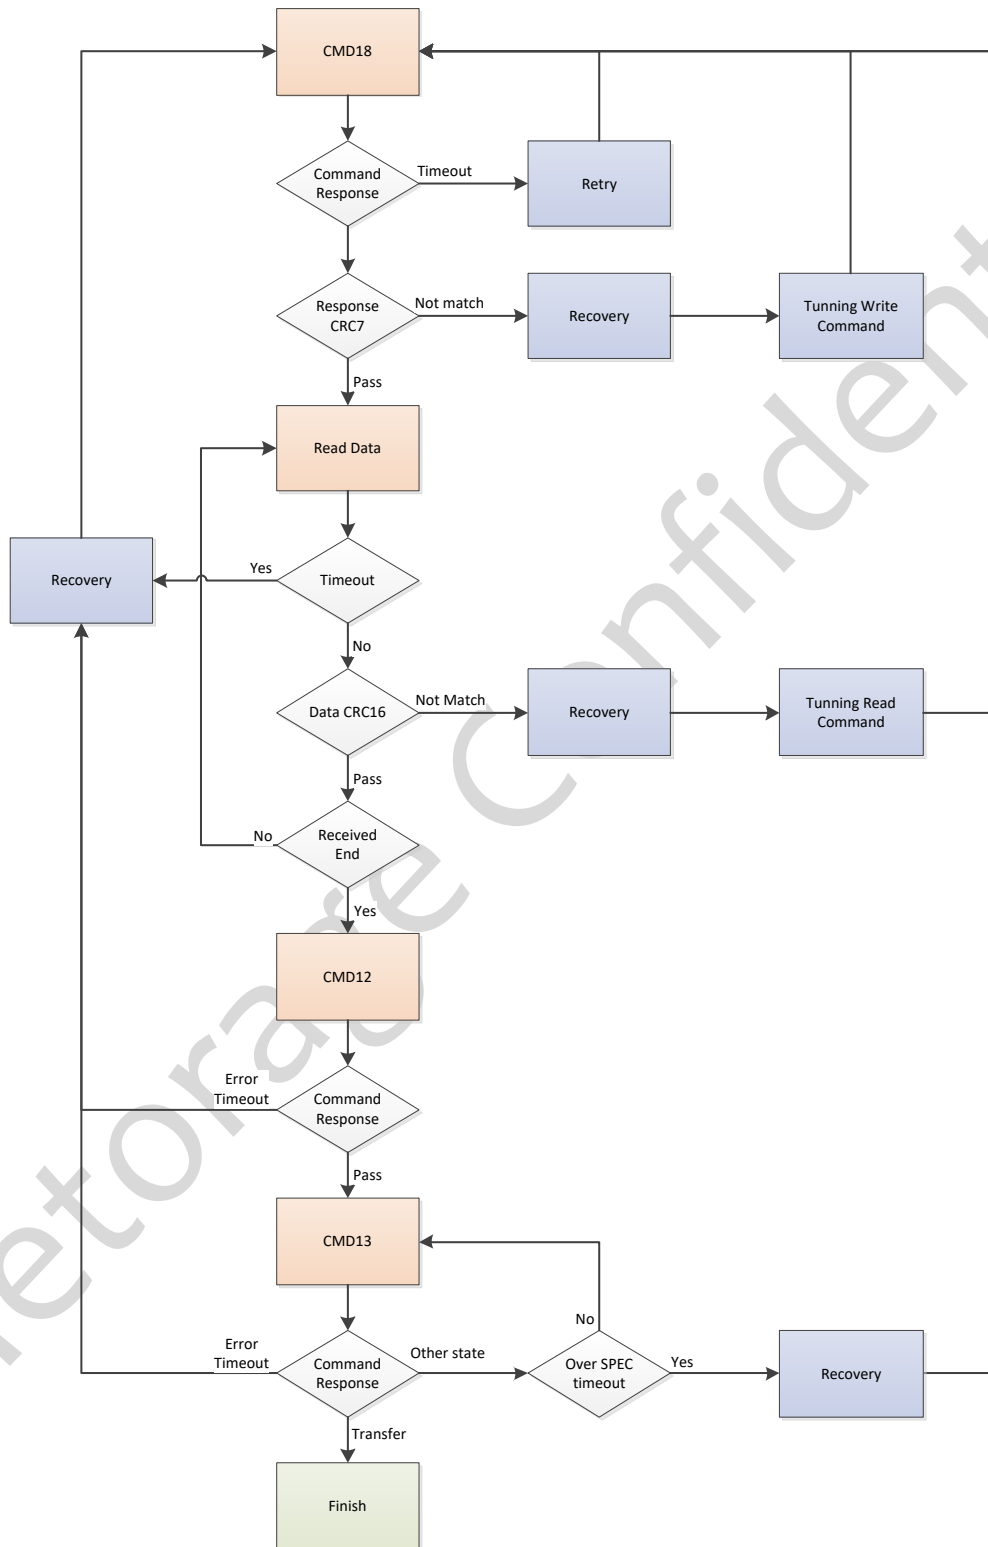 CMD18
Command
Response
Timeout
Retry
Response
CRC7
Not match
Recovery
Tunning Write
Command
Pass
Read Data
Recovery
Yes
Timeout
No
Data CRC16
Not Match
Recovery
Tunning Read
Command
Pass
No
Received
End
Yes
CMD12
Error
Timeout
Command
Response
Pass
CMD13
No
Error
Timeout
Command
Response
Other state
Over SPEC
timeout
Yes
Recovery
Transfer
Finish
etorage Confident